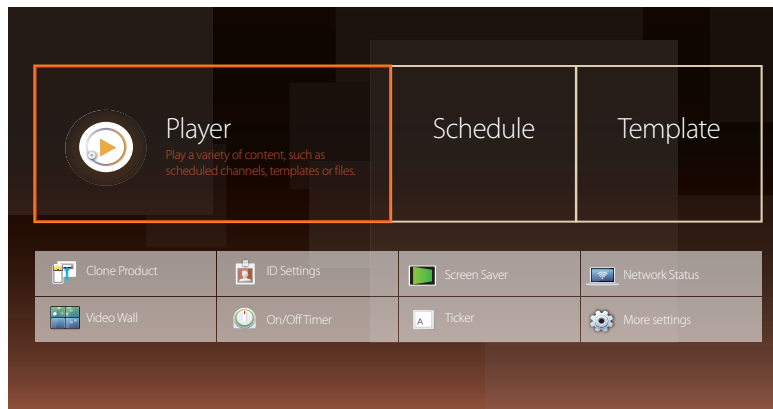 Player
Play a variety of content, such as
scheduled channels, templates or files.
Schedule
Template
Clone Product
ID Settings
Screen Saver
Network Status
Video Wall
On/Off Timer
A
Ticker
More settings